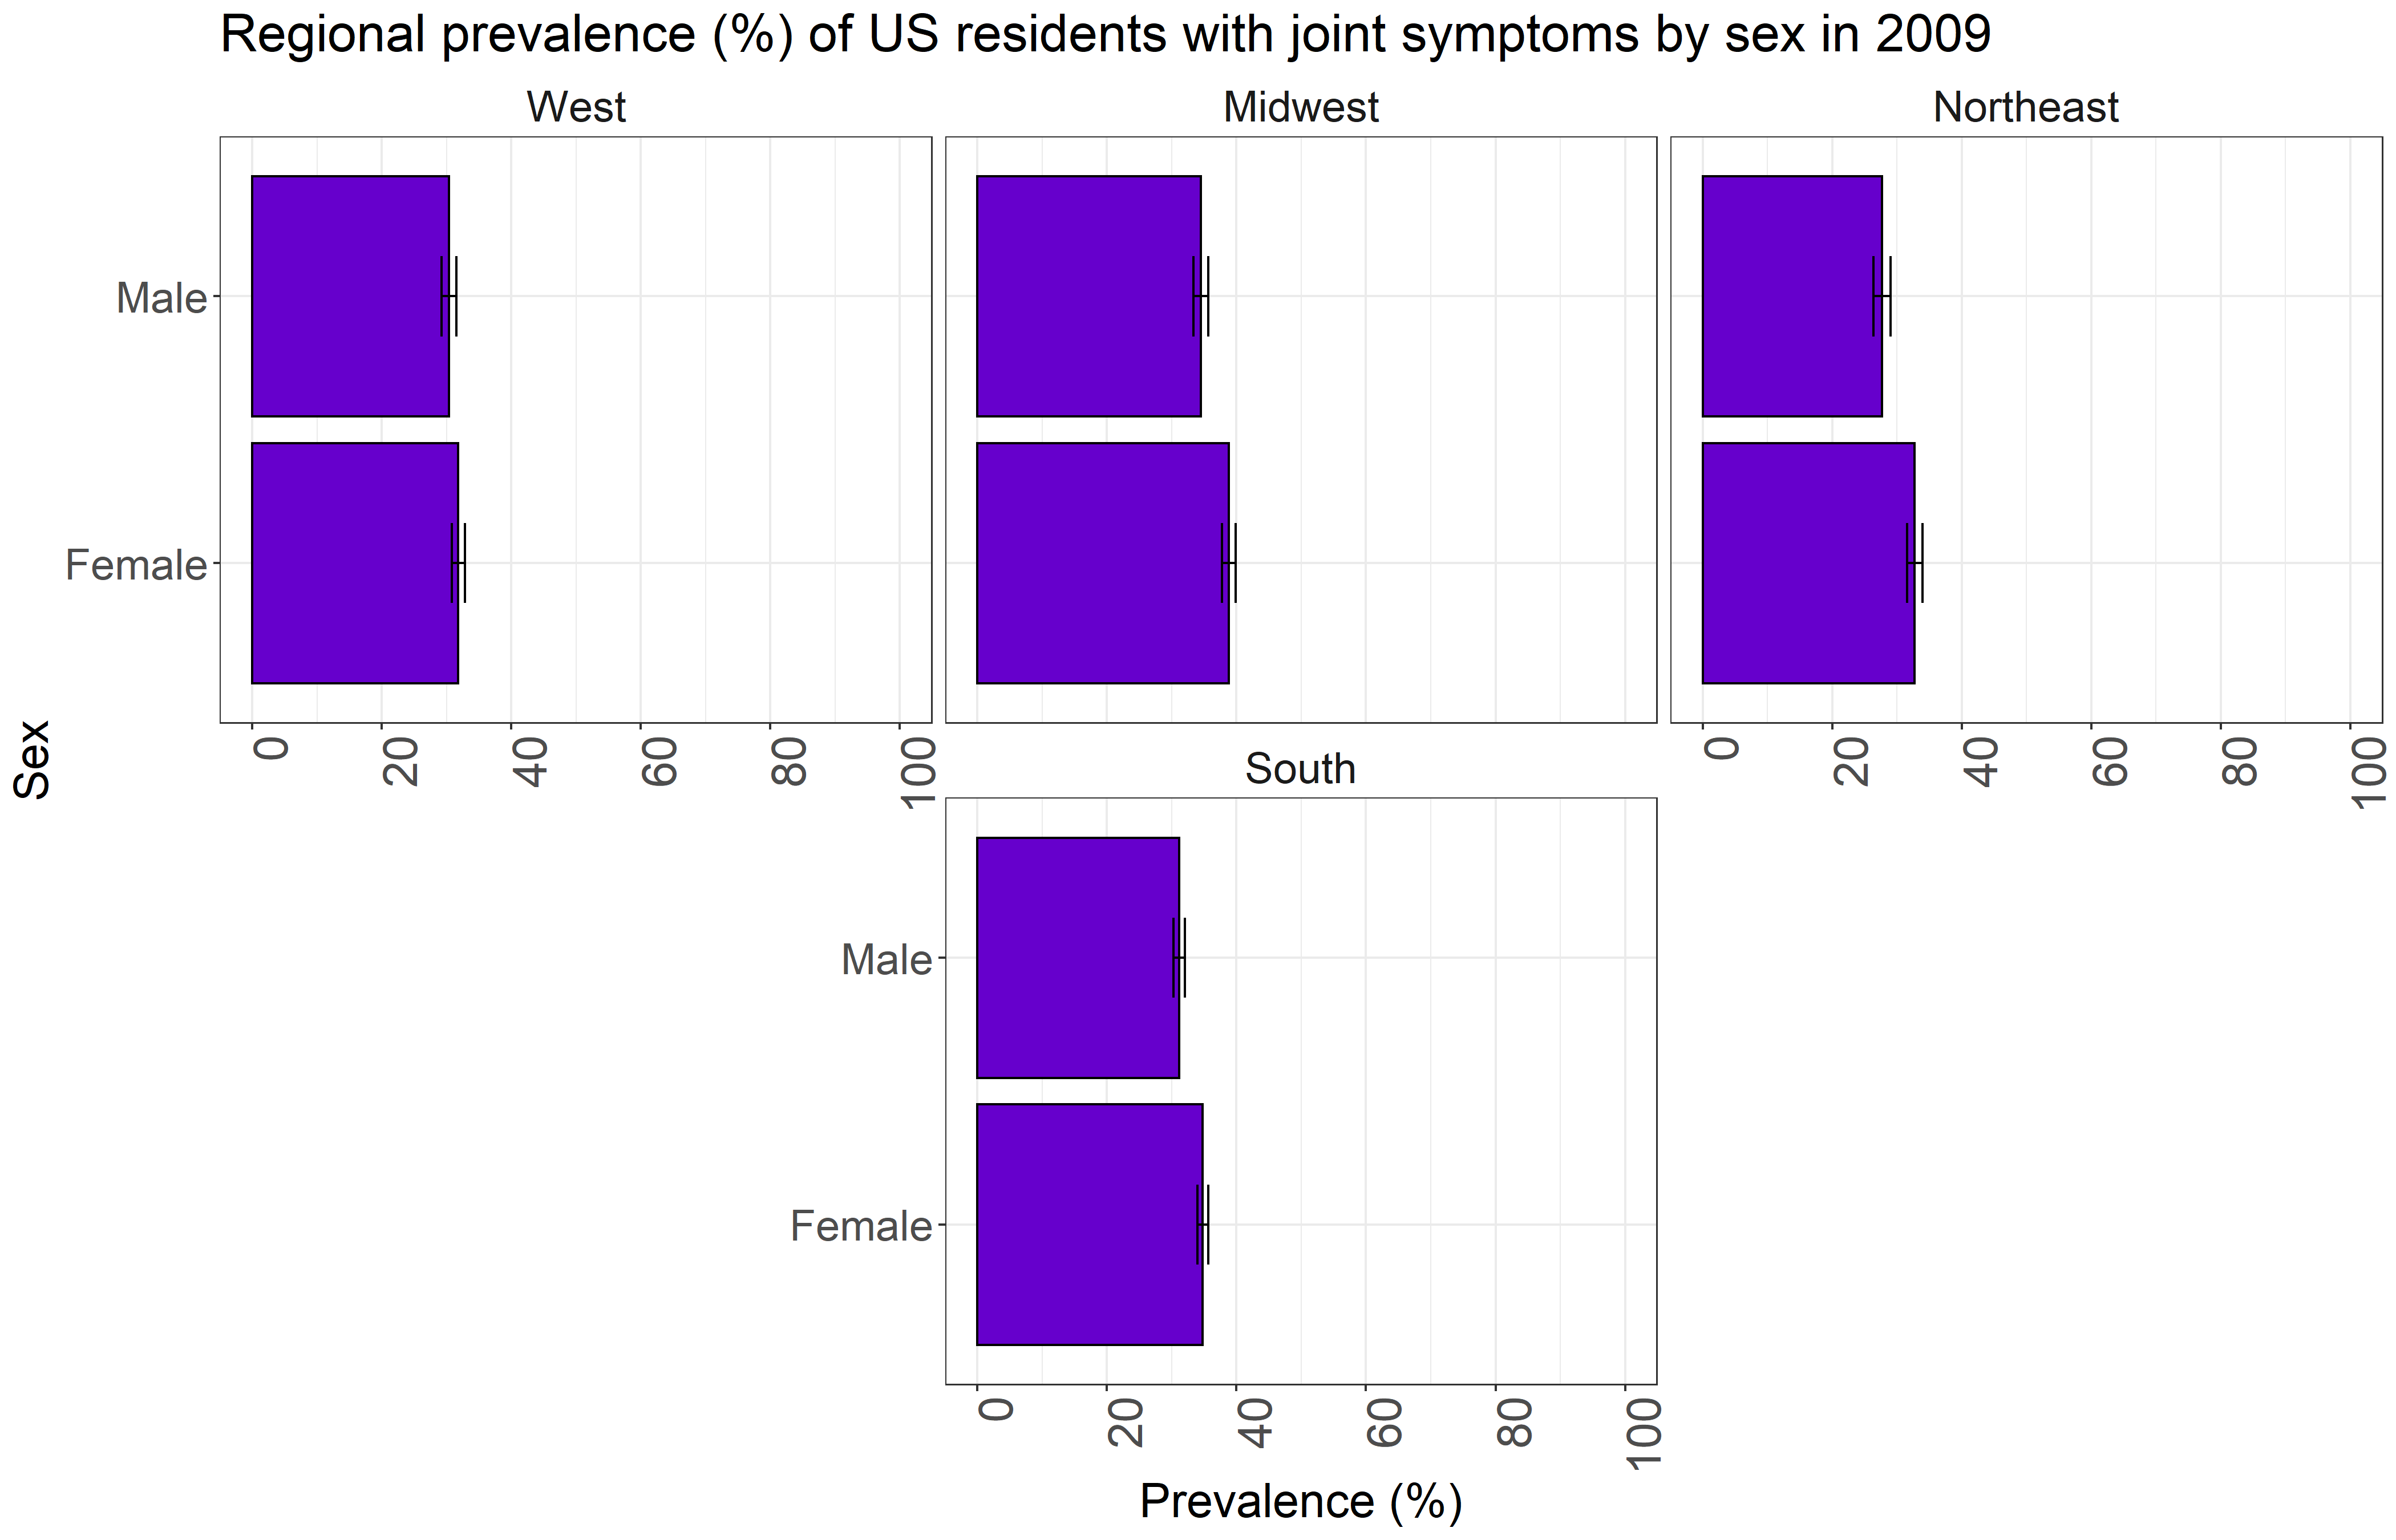 Regional prevalence (%) of US residents with joint symptoms by sex in 2009
West Midwest Northeast
Male
Female
Sex
0 20 40 60 80 100 0 20 40 60 80 100
South
Male
Female
0 20 40 60 80 100
Prevalence (%)